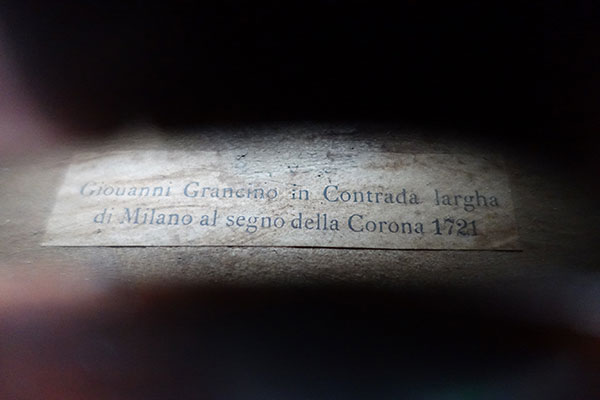 Giouanni Grancino in Contrada largha
di Milano al segno della Corona 1721